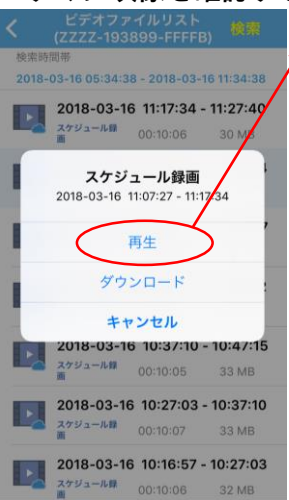 ビデオファイルリスト
(ZZZZ-193899-FFFFB)
検索
検索時間帯
2018-03-16 05:34:38 - 2018-03-16 11:34:38
2018-03-16 11:17:34 - 11:27:40
スケジュール録画
00:10:06 30 MB
スケジュール録画
2018-03-16 11:07:27 - 11:17:34
再生
ダウンロード
キャンセル
2018-03-16 10:37:10 - 10:47:15
スケジュール録画
00:10:05 33 MB
2018-03-16 10:27:03 - 10:37:10
スケジュール録画
00:10:07 33 MB
2018-03-16 10:16:57 - 10:27:03
スケジュール録画
00:10:06 32 MB